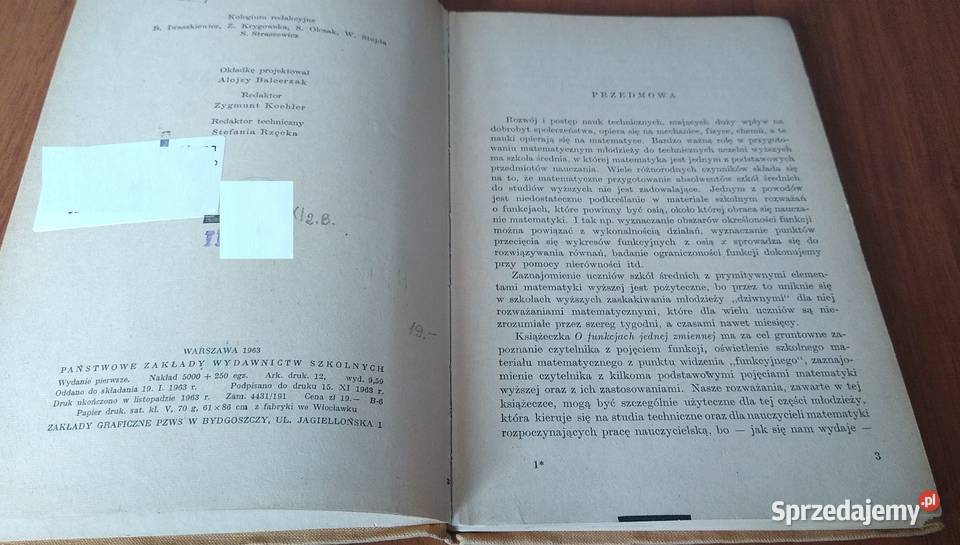 Kolegium redakcyjne
B. Iwaszkiewicz, Z. Krygowska, S. Olczak, W. Stojda
S. Straszewicz
Okładkę projektował
Alojzy Balcerzak
Redaktor
Zygmunt Koehler
Redaktor techniczny
Stefania Rzęcka
XI 2. B.
19,-
WARSZAWA 1963
PAŃSTWOWE ZAKŁADY WYDAWNICTW SZKOLNYCH
Wydanie pierwsze. Nakład 5000 + 250 egz. Ark. druk. 12, wyd. 9,59
Oddano do składania 19. I. 1963 r. Podpisano do druku 15. XI 1963 r.
Druk ukończono w listopadzie 1963 r. Zam. 4431/191 Cena zł 19.— B-6
Papier druk. sat. kl. V, 70 g, 61×86 cm z fabryki we Włocławku
ZAKŁADY GRAFICZNE PZWS W BYDGOSZCZY, UL. JAGIELLOŃSKA 1
PRZEDMOWA
Rozwój i postęp nauk technicznych, mających duży wpływ na
dobrobyt społeczeństwa, opiera się na mechanice, fizyce, chemii, a te
nauki opierają się na matematyce. Bardzo ważną rolę w przygoto-
waniu matematycznym młodzieży do technicznych uczelni wyższych
ma szkoła średnia, w której matematyka jest jednym z podstawowych
przedmiotów nauczania. Wiele różnorodnych czynników składa się
na to, że matematyczne przygotowanie absolwentów szkół średnich
do studiów wyższych nie jest zadowalające. Jednym z powodów
jest niedostateczne podkreślanie w materiale szkolnym rozważań
o funkcjach, które powinny być osią, około której obraca się naucza-
nie matematyki. I tak np. wyznaczanie obszarów określoności funkcji
można powiązać z wykonalnością działań, wyznaczanie punktów
przecięcia się wykresów funkcyjnych z osią x sprowadza się do
rozwiązywania równań, badanie ograniczoności funkcji dokonujemy
przy pomocy nierówności itd.
Zaznajomienie uczniów szkół średnich z prymitywnymi elemen-
tami matematyki wyższej jest pożyteczne, bo przez to uniknie się
w szkołach wyższych zaskakiwania młodzieży „dziwnymi“ dla niej
rozważaniami matematycznymi, które dla wielu uczniów są nie-
zrozumiałe przez szereg tygodni, a czasami nawet miesięcy.
Książeczka O funkcjach jednej zmiennej ma za cel gruntowne za-
poznanie czytelnika z pojęciem funkcji, oświetlenie szkolnego ma-
teriału matematycznego z punktu widzenia „funkcyjnego“, zaznajo-
mienie czytelnika z kilkoma podstawowymi pojęciami matematyki
wyższej oraz z ich zastosowaniami. Nasze rozważania, zawarte w tej
książeczce, mogą być szczególnie użyteczne dla tej części młodzieży,
która kieruje się na studia techniczne oraz dla nauczycieli matematyki
rozpoczynających pracę nauczycielską, bo — jak się nam wydaje —
1*
3
Sprzedajemy.pl